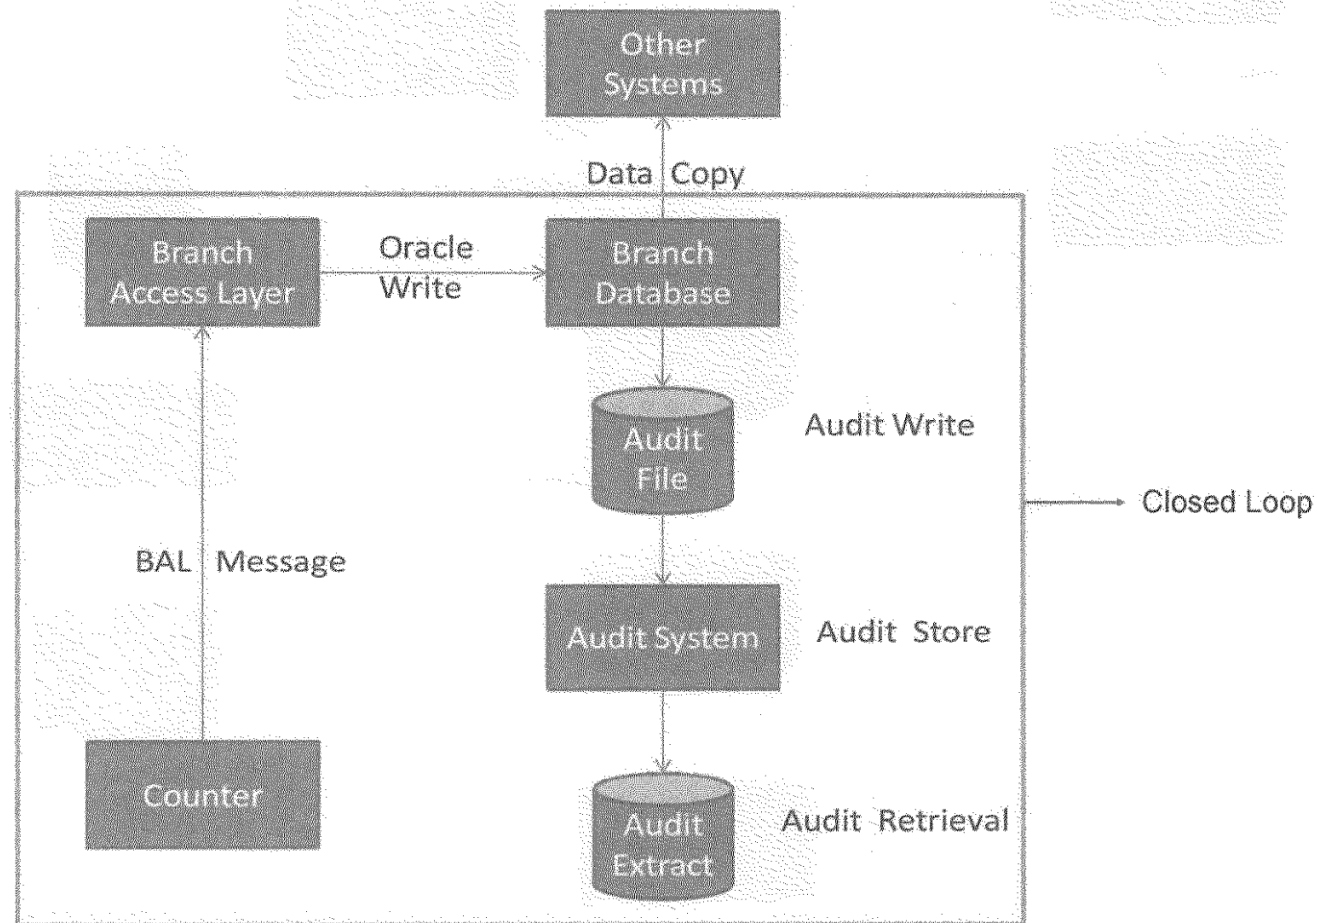 Other
Systems
Data Copy
Branch
Access Layer
Oracle
Write
Branch
Database
Audit
File
Audit Write
Closed Loop
BAL Message
Audit System
Audit Store
Counter
Audit
Extract
Audit Retrieval